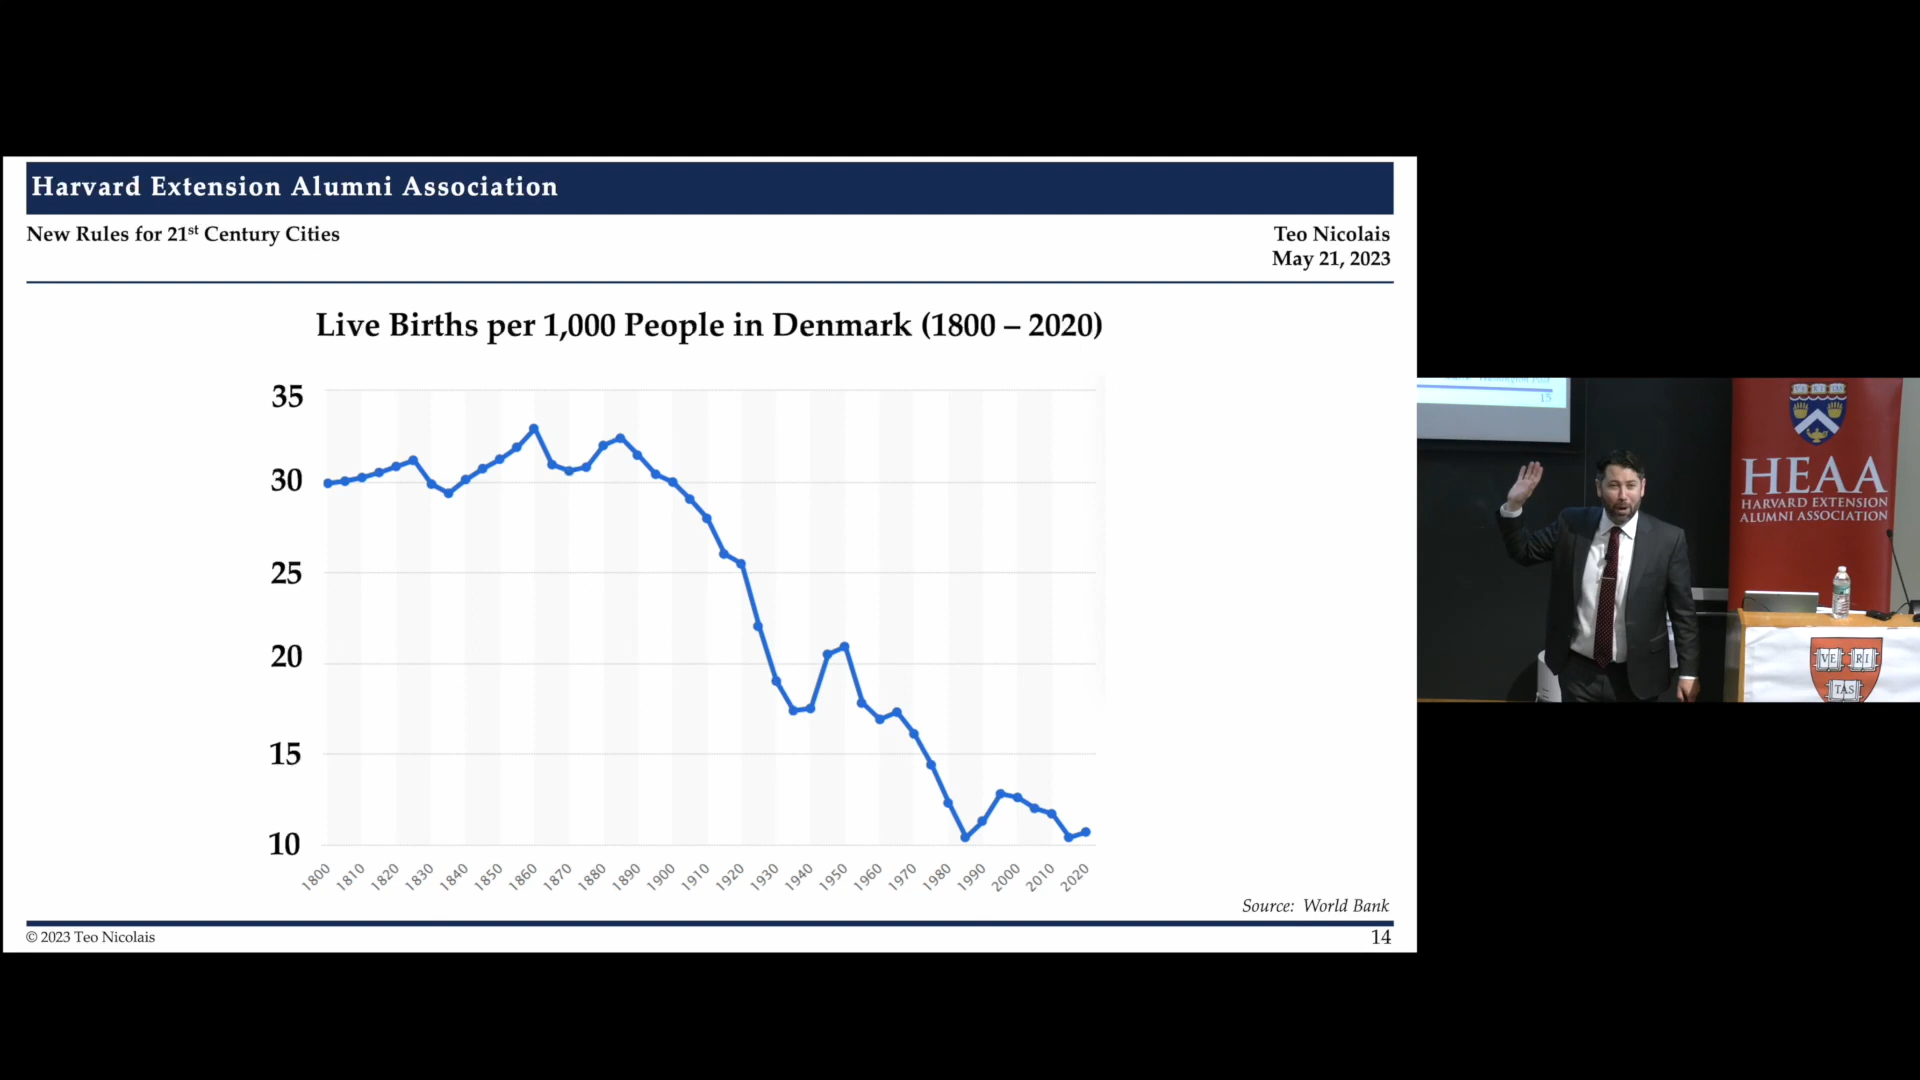 Harvard Extension Alumni Association
New Rules for 21st Century Cities
Teo Nicolais
May 21, 2023
Live Births per 1,000 People in Denmark (1800 – 2020)
35
30
25
20
15
10
1800
1810
1820
1830
1840
1850
1860
1870
1880
1890
1900
1910
1920
1930
1940
1950
1960
1970
1980
1990
2000
2010
2020
Source: World Bank
© 2023 Teo Nicolais
14
15
HEAA
HARVARD EXTENSION
ALUMNI ASSOCIATION
VE RI
TAS